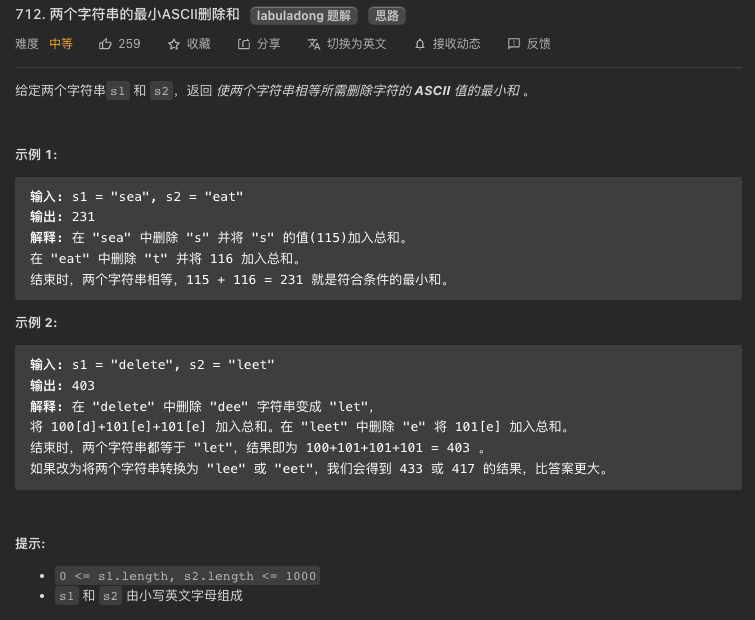 712. 两个字符串的最小ASCII删除和 labuladong 题解 思路
难度 中等 259 收藏 分享 切换为英文 接收动态 反馈
给定两个字符串s1 和 s2，返回 使两个字符串相等所需删除字符的 ASCII 值的最小和 。
示例 1:
输入: s1 = "sea", s2 = "eat"
输出: 231
解释: 在 "sea" 中删除 "s" 并将 "s" 的值(115)加入总和。
在 "eat" 中删除 "t" 并将 116 加入总和。
结束时，两个字符串相等，115 + 116 = 231 就是符合条件的最小和。
示例 2:
输入: s1 = "delete", s2 = "leet"
输出: 403
解释: 在 "delete" 中删除 "dee" 字符串变成 "let"，
将 100[d]+101[e]+101[e] 加入总和。在 "leet" 中删除 "e" 将 101[e] 加入总和。
结束时，两个字符串都等于 "let"，结果即为 100+101+101+101 = 403 。
如果改为将两个字符串转换为 "lee" 或 "eet"，我们会得到 433 或 417 的结果，比答案更大。
提示:
• 0 <= s1.length, s2.length <= 1000
• s1 和 s2 由小写英文字母组成